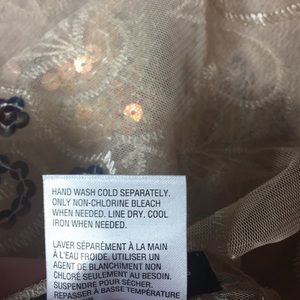 HAND WASH COLD SEPARATELY.
ONLY NON-CHLORINE BLEACH
WHEN NEEDED. LINE DRY. COOL
IRON WHEN NEEDED.
LAVER SÉPARÉMENT À LA MAIN
À L'EAU FROIDE. UTILISER UN
AGENT DE BLANCHIMENT NON
CHLORÉ SEULEMENT AU BESOIN.
SUSPENDRE POUR SÉCHER.
REPASSER À BASSE TEMPÉRATURE